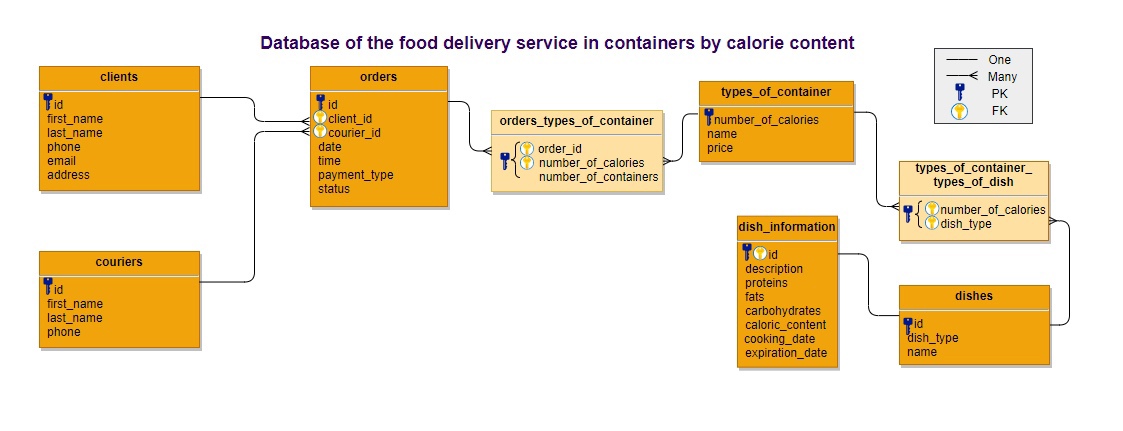 Database of the food delivery service in containers by calorie content
One
Many
PK
FK
clients
id
first_name
last_name
phone
email
address
orders
id
client_id
courier_id
date
time
payment_type
status
orders_types_of_container
order_id
number_of_calories
number_of_containers
types_of_container
number_of_calories
name
price
types_of_container_
types_of_dish
number_of_calories
dish_type
couriers
id
first_name
last_name
phone
dish_information
id
description
proteins
fats
carbohydrates
caloric_content
cooking_date
expiration_date
dishes
id
dish_type
name